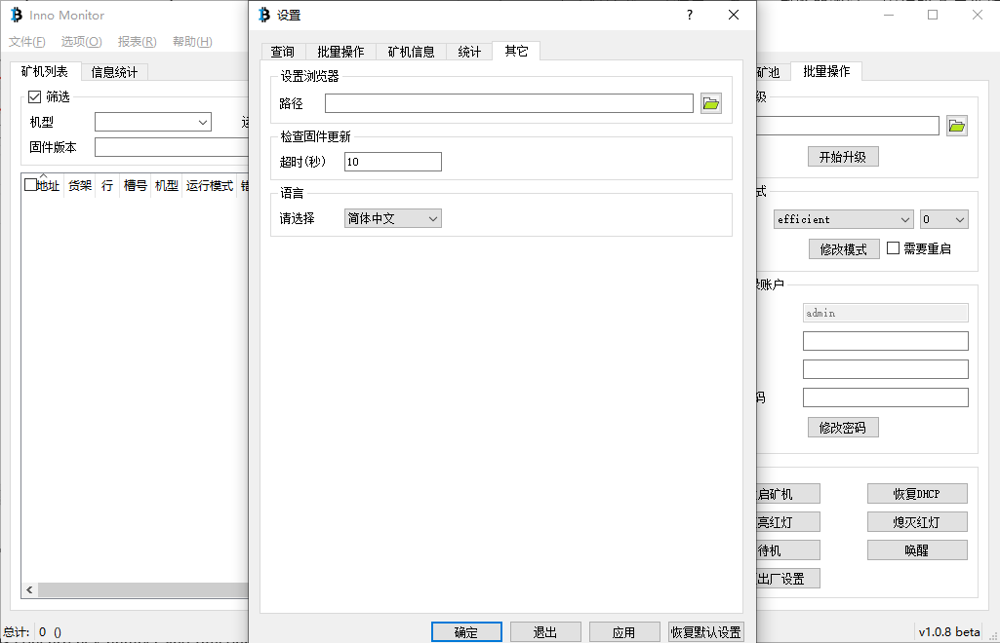 Inno Monitor
文件(F) 选项(O) 报表(R) 帮助(H)
矿机列表 信息统计
筛选
机型
固件版本
地址 货架 行 槽号 机型 运行模式
总计: 0 ()
设置
?
查询 批量操作 矿机信息 统计 其它
设置浏览器
路径
检查固件更新
超时(秒) 10
语言
请选择 简体中文
确定 退出 应用 恢复默认设置
矿池 批量操作
级
开始升级
式
efficient 0
修改模式 需要重启
账户
admin
码
修改密码
启矿机 恢复DHCP
亮红灯 熄灭红灯
待机 唤醒
出厂设置
v1.0.8 beta